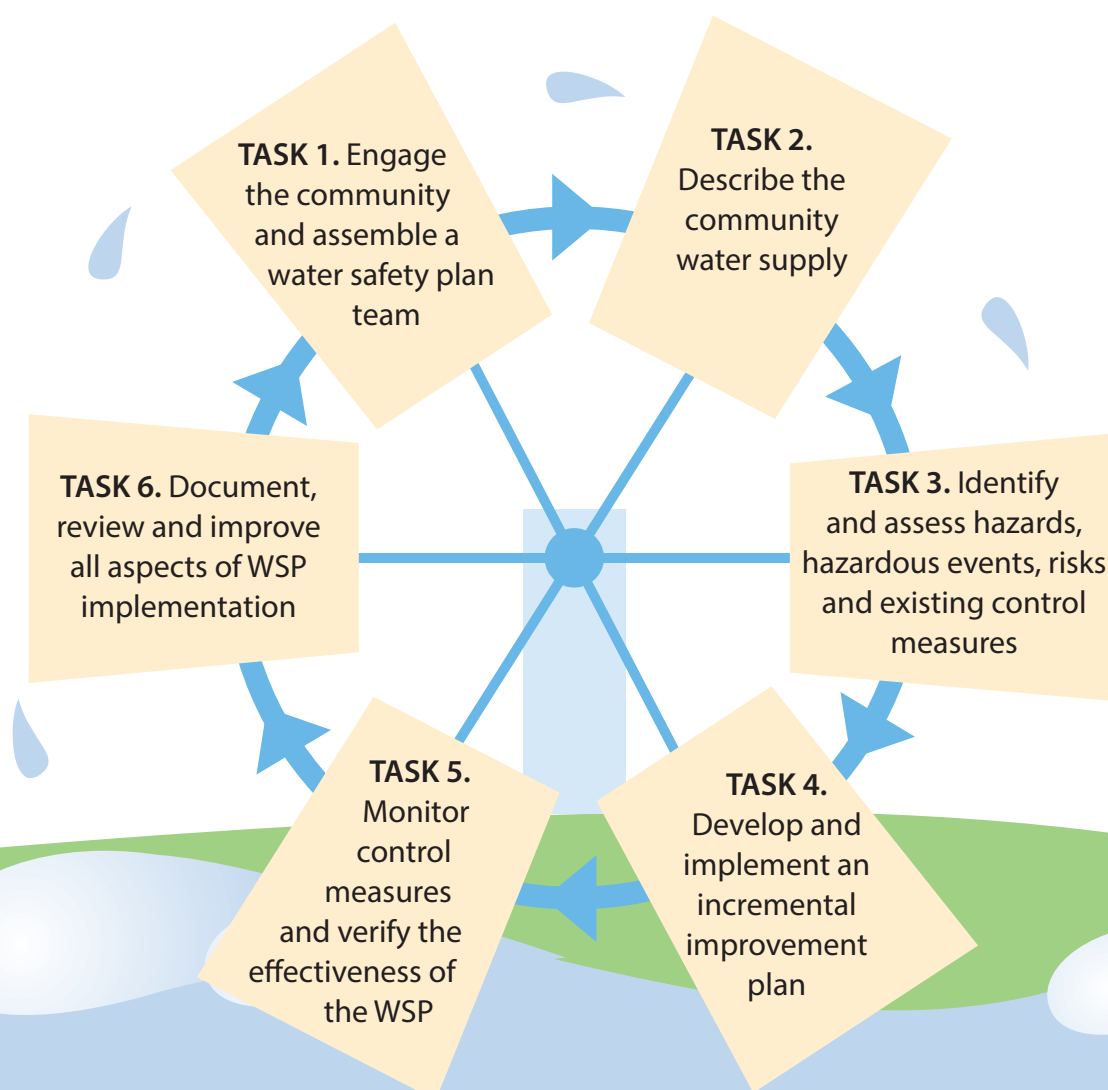 TASK 1. Engage
the community
and assemble a
water safety plan
team
TASK 2.
Describe the
community
water supply
TASK 3. Identify
and assess hazards,
hazardous events, risks
and existing control
measures
TASK 4.
Develop and
implement an
incremental
improvement
plan
TASK 5.
Monitor
control
measures
and verify the
effectiveness of
the WSP
TASK 6. Document,
review and improve
all aspects of WSP
implementation